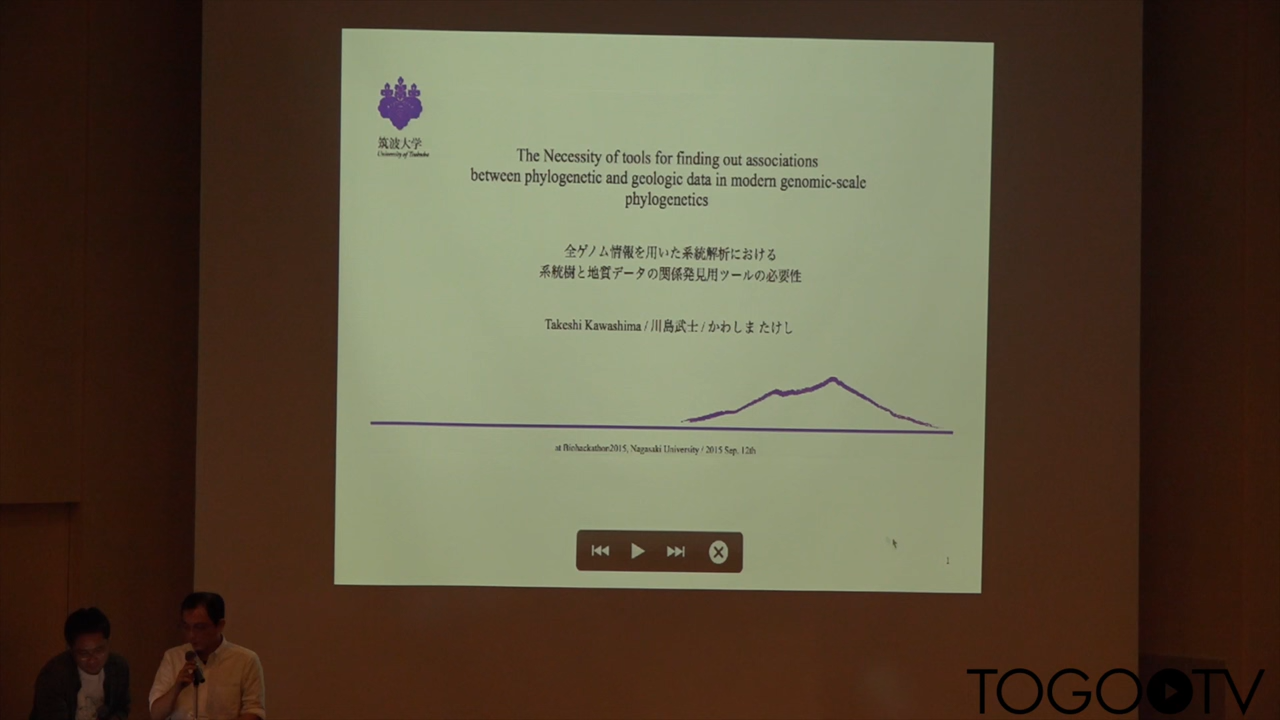 筑波大学
University of Tsukuba
The Necessity of tools for finding out associations
between phylogenetic and geologic data in modern genomic-scale
phylogenetics
全ゲノム情報を用いた系統解析における
系統樹と地質データの関係発見用ツールの必要性
Takeshi Kawashima / 川島武士 / かわしま たけし
at Biohackathon2015, Nagasaki University / 2015 Sep. 12th
1
TOGOTV